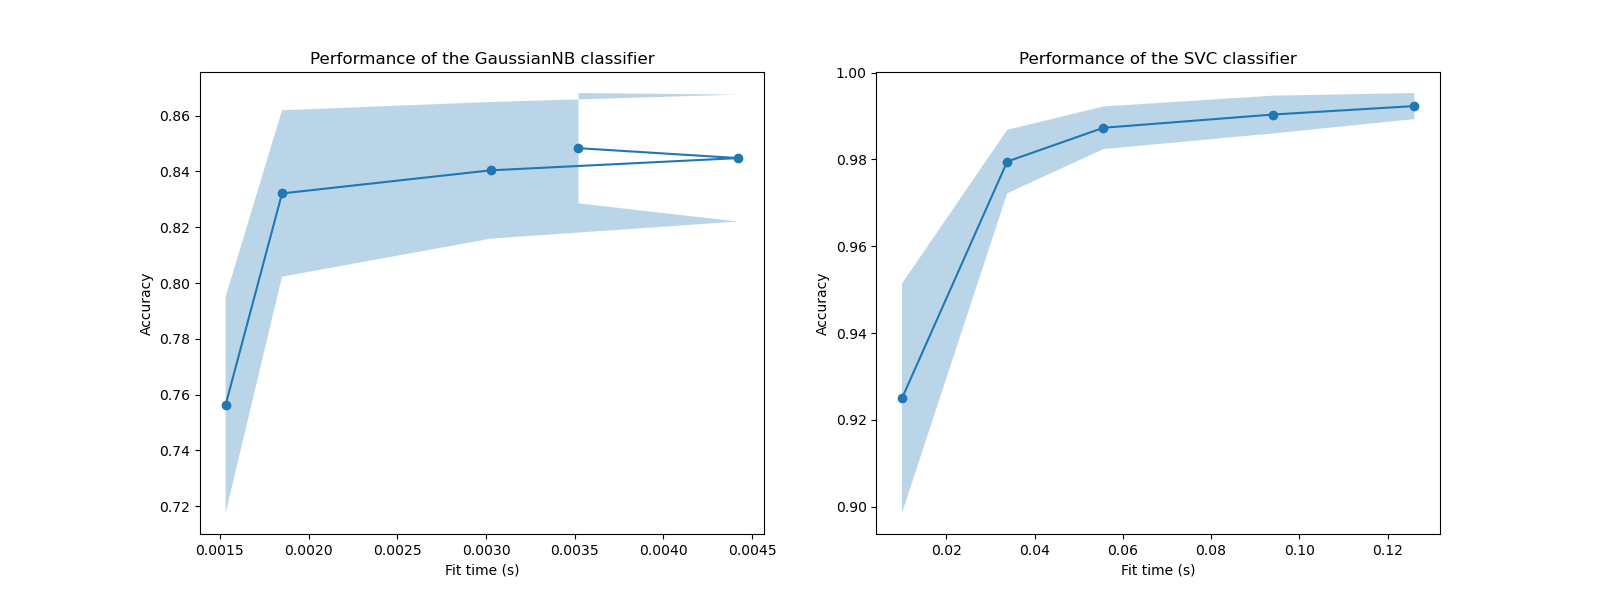 Performance of the GaussianNB classifier
0.86
0.84
0.82
0.80
0.78
0.76
0.74
0.72
Accuracy
0.0015 0.0020 0.0025 0.0030 0.0035 0.0040 0.0045
Fit time (s)
Performance of the SVC classifier
1.00
0.98
0.96
0.94
0.92
0.90
Accuracy
0.02 0.04 0.06 0.08 0.10 0.12
Fit time (s)